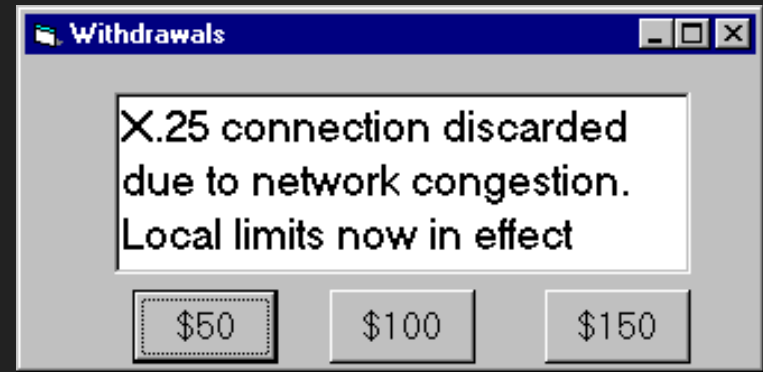 Withdrawals
X.25 connection discarded
due to network congestion.
Local limits now in effect
$50 $100 $150